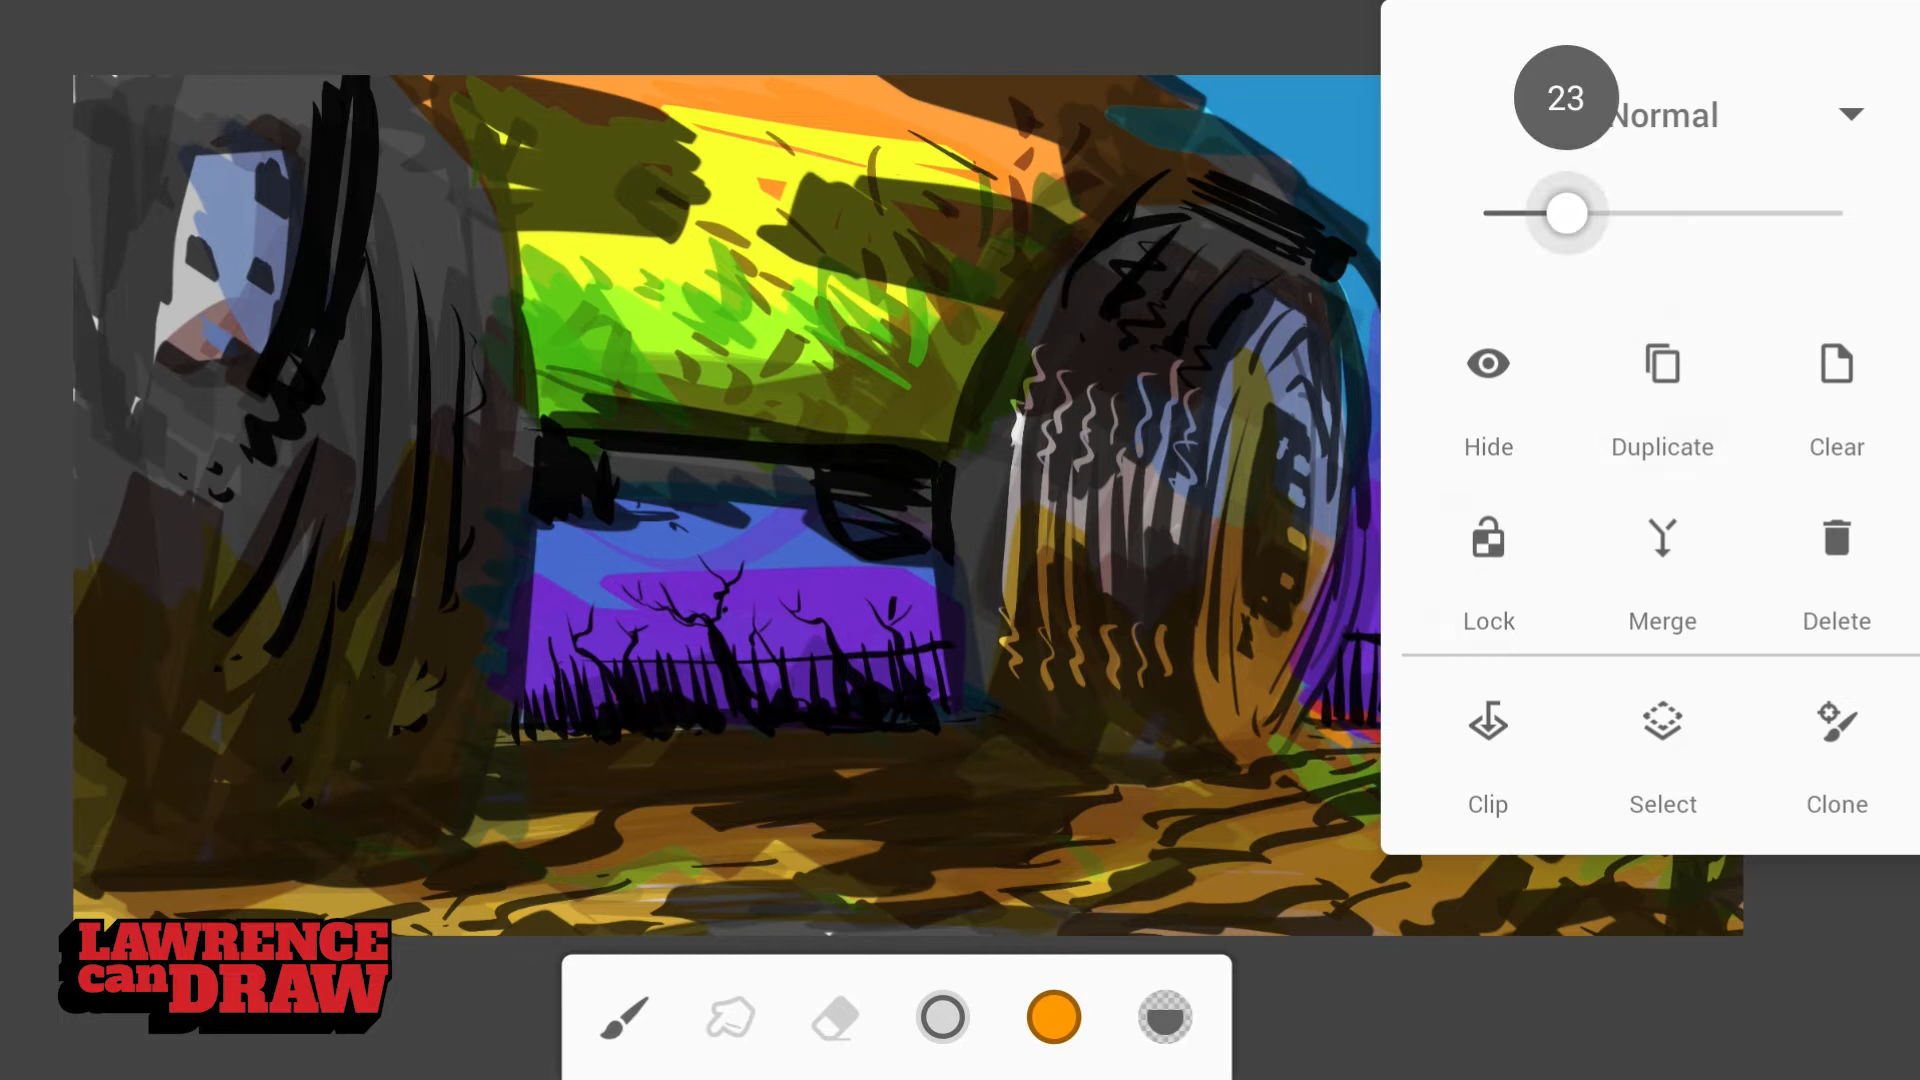 23
Normal
Hide
Duplicate
Clear
Lock
Merge
Delete
Clip
Select
Clone
LAWRENCE
can DRAW